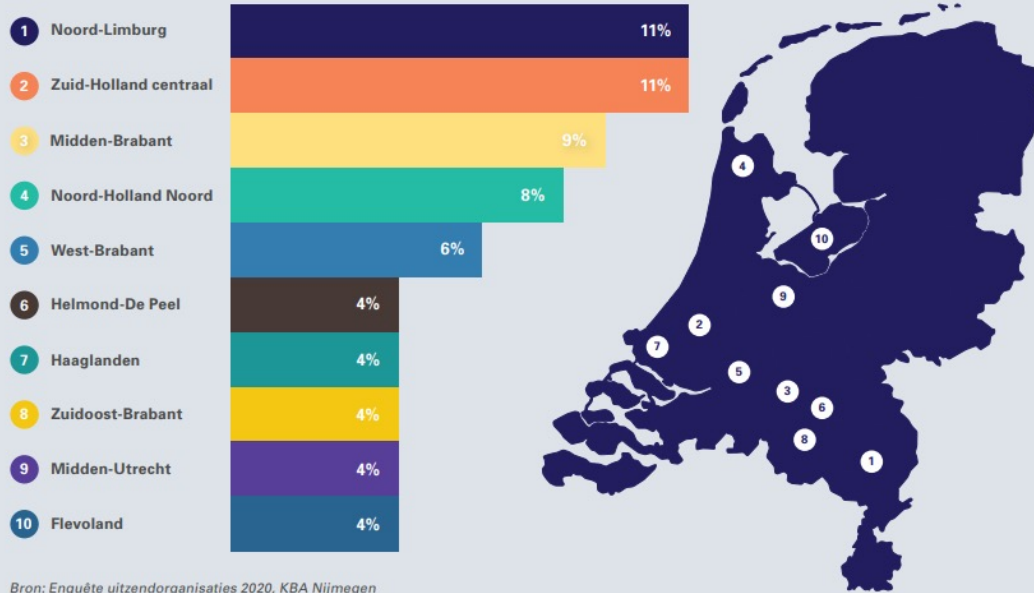 1 Noord-Limburg 11%
2 Zuid-Holland centraal 11%
3 Midden-Brabant 9%
4 Noord-Holland Noord 8%
5 West-Brabant 6%
6 Helmond-De Peel 4%
7 Haaglanden 4%
8 Zuidoost-Brabant 4%
9 Midden-Utrecht 4%
10 Flevoland 4%
Bron: Enquête uitzendorganisaties 2020, KBA Nijmegen
4
10
9
2
7
5
3
6
8
1